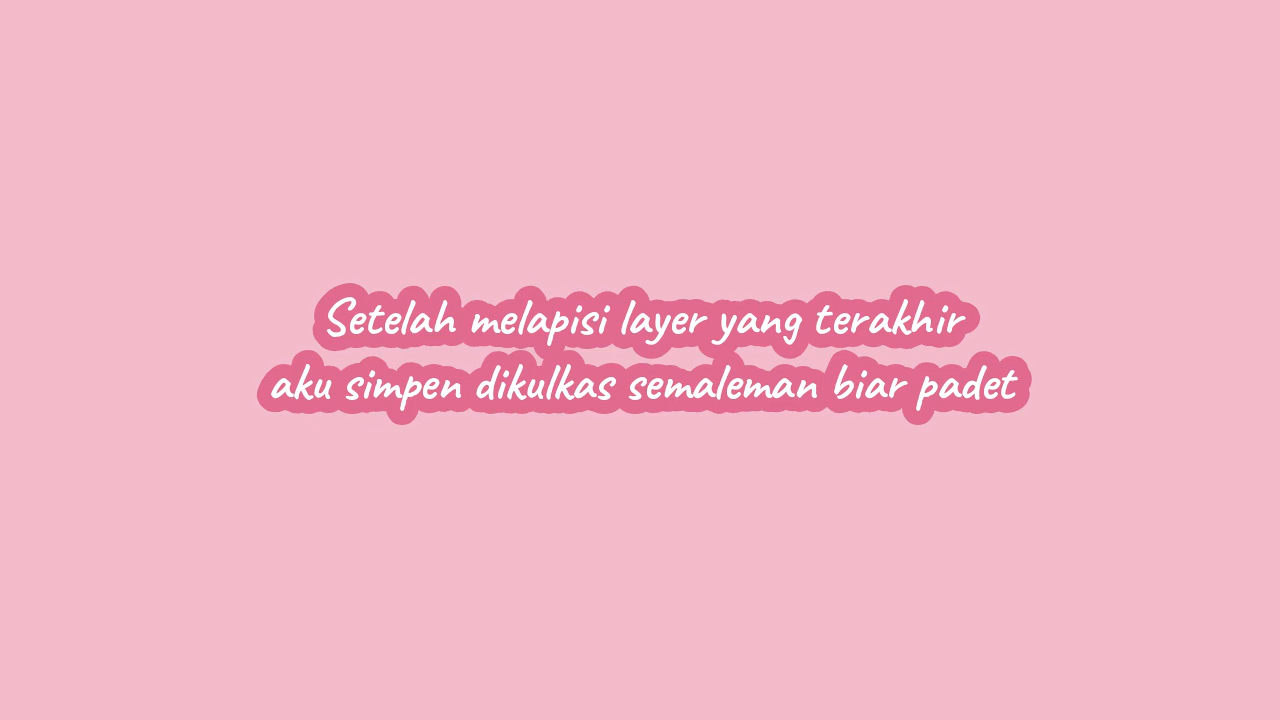 Setelah melapisi layer yang terakhir
aku simpen dikulkas semaleman biar padet